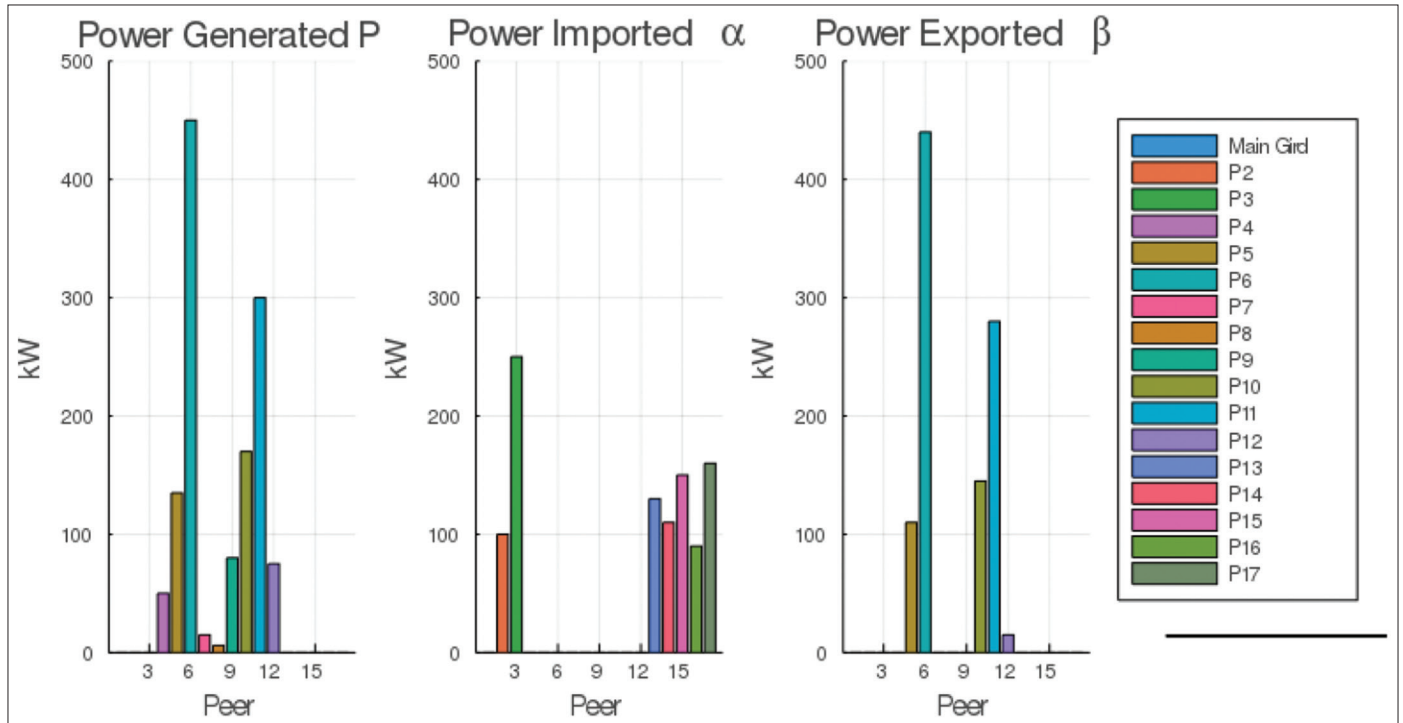 Power Generated P
500
400
300
200
100
0
kW
3 6 9 12 15
Peer
Power Imported α
500
400
300
200
100
0
kW
3 6 9 12 15
Peer
Power Exported β
500
400
300
200
100
0
kW
3 6 9 12 15
Peer
Main Gird
P2
P3
P4
P5
P6
P7
P8
P9
P10
P11
P12
P13
P14
P15
P16
P17